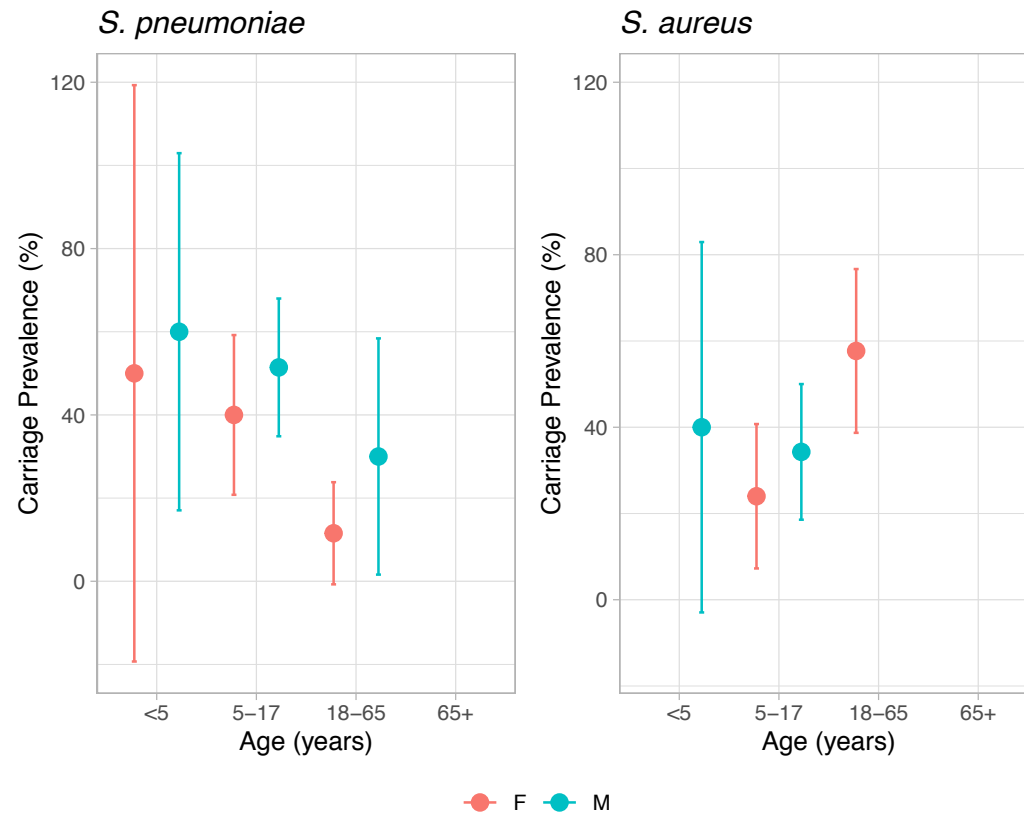 S. pneumoniae
Carriage Prevalence (%)
120
80
40
0
<5 5–17 18–65 65+
Age (years)
S. aureus
Carriage Prevalence (%)
120
80
40
0
<5 5–17 18–65 65+
Age (years)
F M